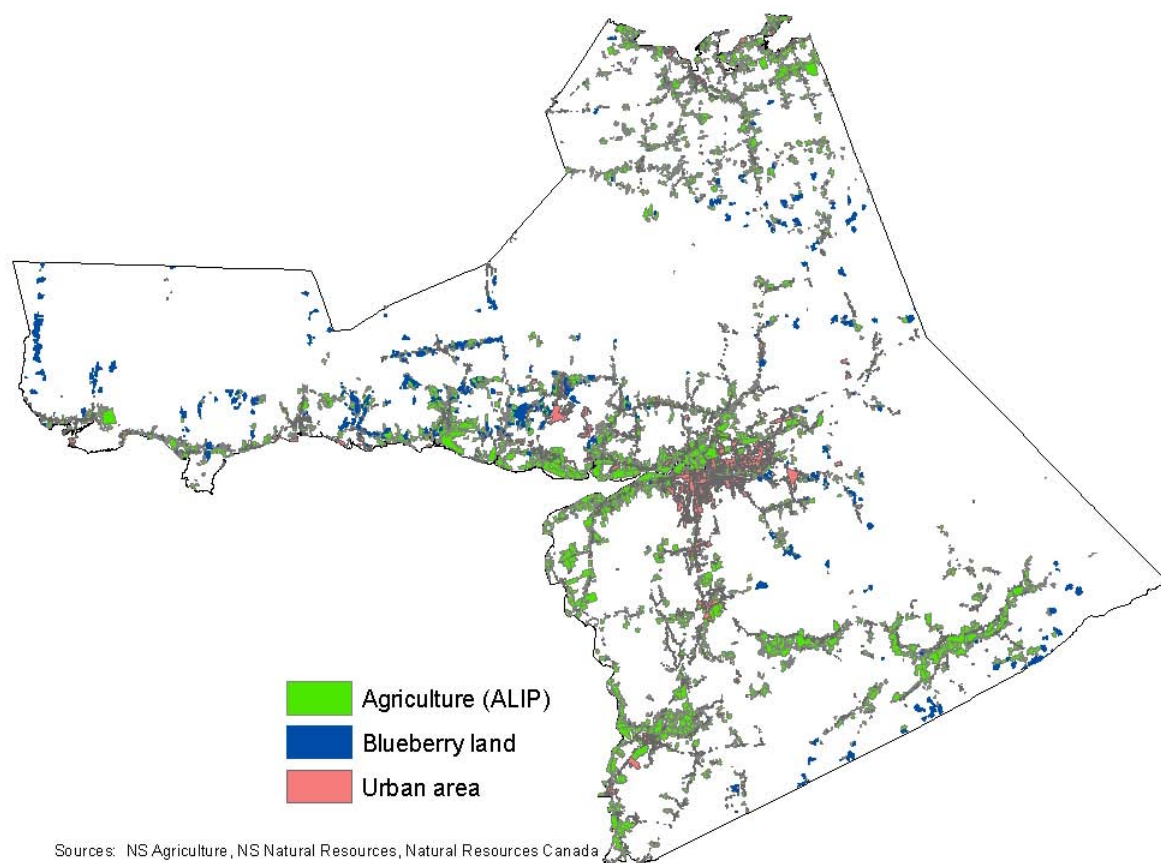 Agriculture (ALIP)
Blueberry land
Urban area
Sources: NS Agriculture, NS Natural Resources, Natural Resources Canada